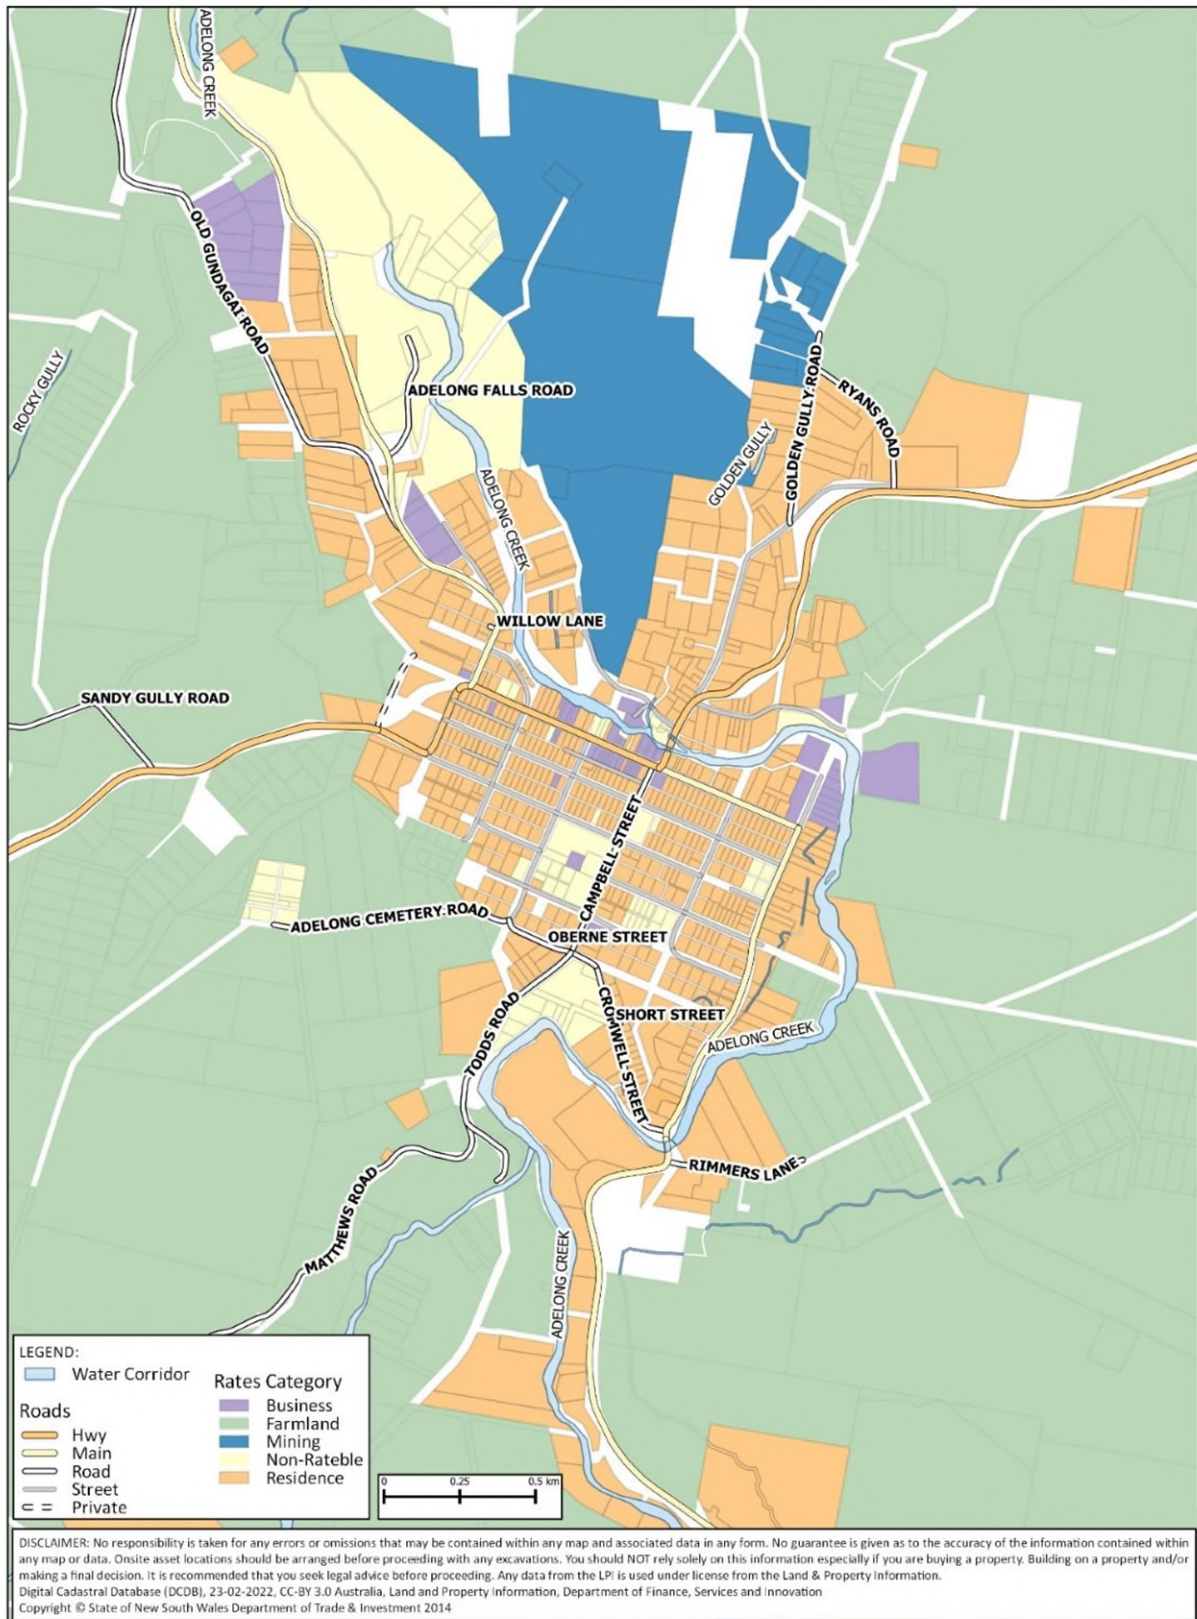 ADELONG CREEK
OLD GUNDAGAI ROAD
ROCKY GULLY
ADELONG FALLS ROAD
GOLDEN GULLY ROAD
RYANS ROAD
GOLDEN GULLY
ADELONG CREEK
WILLOW LANE
SANDY GULLY ROAD
CAMPBELL STREET
ADELONG CEMETERY ROAD
OBERNE STREET
CROMWELL STREET
SHORT STREET
TODDS ROAD
ADELONG CREEK
RIMMERS LANE
MATTHEWS ROAD
ADELONG CREEK
LEGEND:
Water Corridor
Roads
Hwy
Main
Road
Street
Private
Rates Category
Business
Farmland
Mining
Non-Rateble
Residence
0 0.25 0.5 km
DISCLAIMER: No responsibility is taken for any errors or omissions that may be contained within any map and associated data in any form. No guarantee is given as to the accuracy of the information contained within
any map or data. Onsite asset locations should be arranged before proceeding with any excavations. You should NOT rely solely on this information especially if you are buying a property. Building on a property and/or
making a final decision. It is recommended that you seek legal advice before proceeding. Any data from the LPI is used under license from the Land & Property Information.
Digital Cadastral Database (DCDB), 23-02-2022, CC-BY 3.0 Australia, Land and Property Information, Department of Finance, Services and Innovation
Copyright © State of New South Wales Department of Trade & Investment 2014